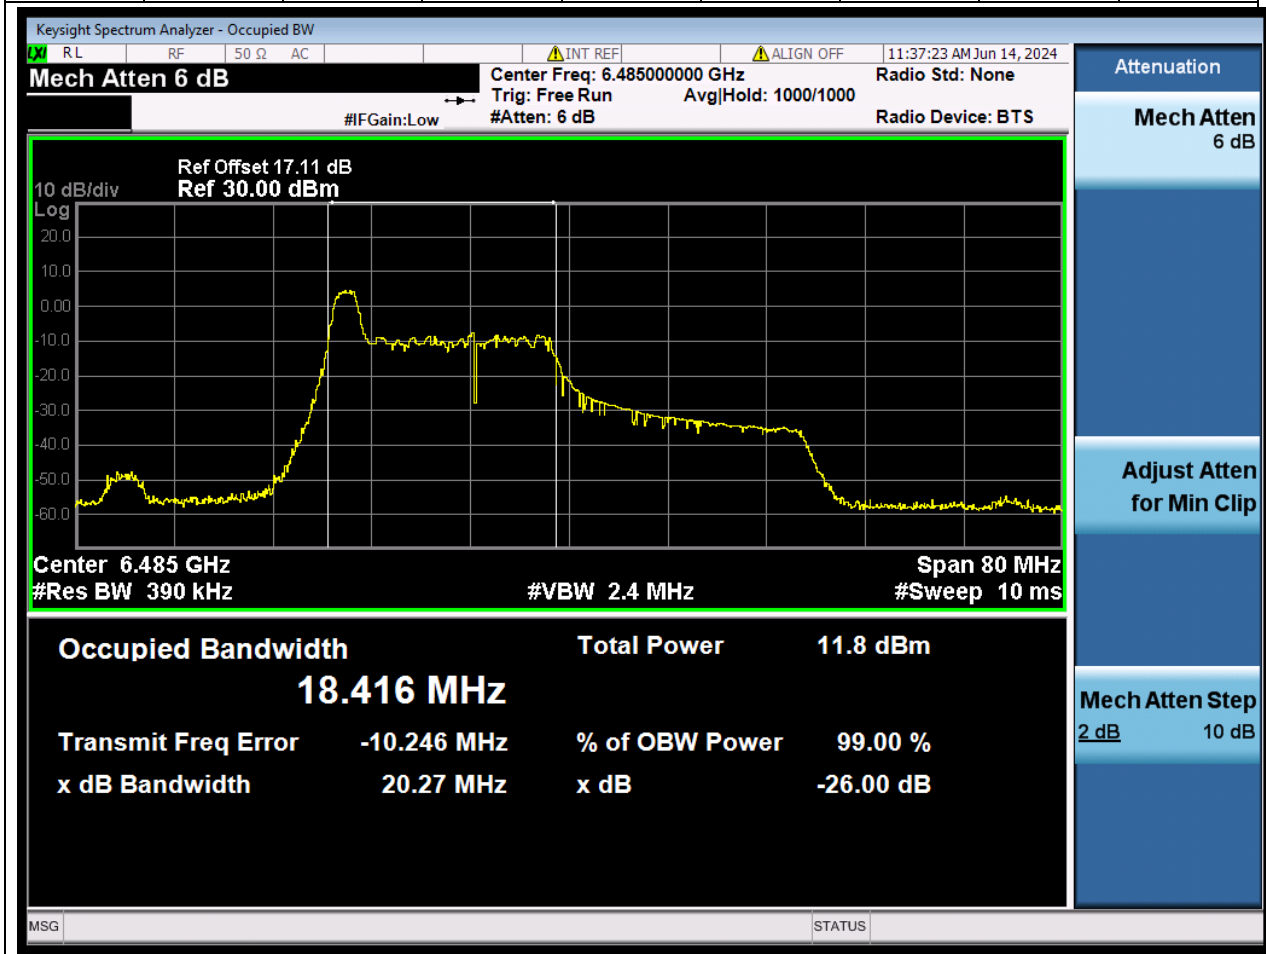 Keysight Spectrum Analyzer - Occupied BW
LXI RL RF 50 Ω AC INT REF ALIGN OFF 11:37:23 AM Jun 14, 2024
Mech Atten 6 dB
Center Freq: 6.485000000 GHz Radio Std: None
Trig: Free Run Avg|Hold: 1000/1000
#IFGain:Low #Atten: 6 dB Radio Device: BTS
Ref Offset 17.11 dB
10 dB/div Ref 30.00 dBm
Log
20.0
10.0
0.00
-10.0
-20.0
-30.0
-40.0
-50.0
-60.0
Center 6.485 GHz Span 80 MHz
#Res BW 390 kHz #VBW 2.4 MHz #Sweep 10 ms
Occupied Bandwidth Total Power 11.8 dBm
18.416 MHz
Transmit Freq Error -10.246 MHz % of OBW Power 99.00 %
x dB Bandwidth 20.27 MHz x dB -26.00 dB
MSG STATUS
Attenuation
Mech Atten
6 dB
Adjust Atten
for Min Clip
Mech Atten Step
2 dB 10 dB